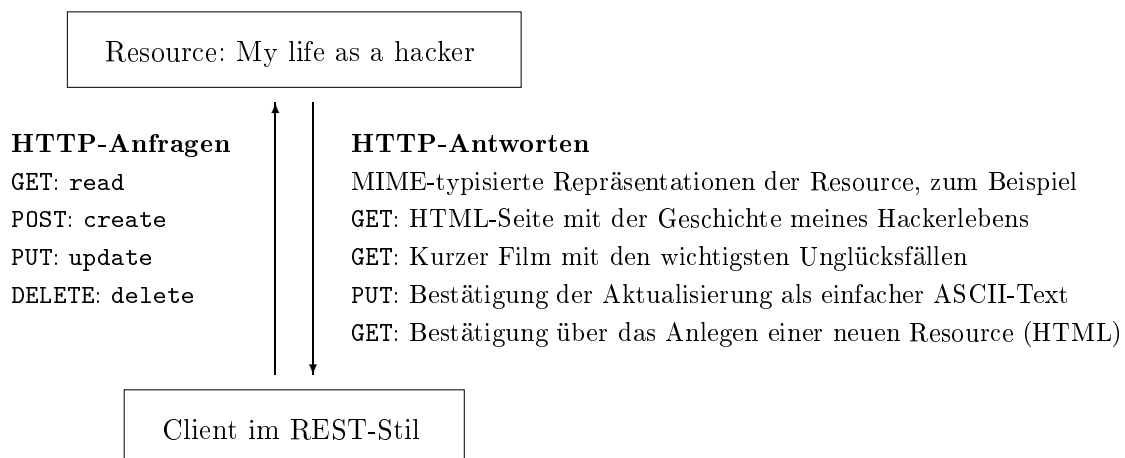 Resource: My life as a hacker
HTTP-Anfragen
GET: read
POST: create
PUT: update
DELETE: delete
HTTP-Antworten
MIME-typisierte Repräsentationen der Resource, zum Beispiel
GET: HTML-Seite mit der Geschichte meines Hackerlebens
GET: Kurzer Film mit den wichtigsten Unglücksfällen
PUT: Bestätigung der Aktualisierung als einfacher ASCII-Text
GET: Bestätigung über das Anlegen einer neuen Resource (HTML)
Client im REST-Stil